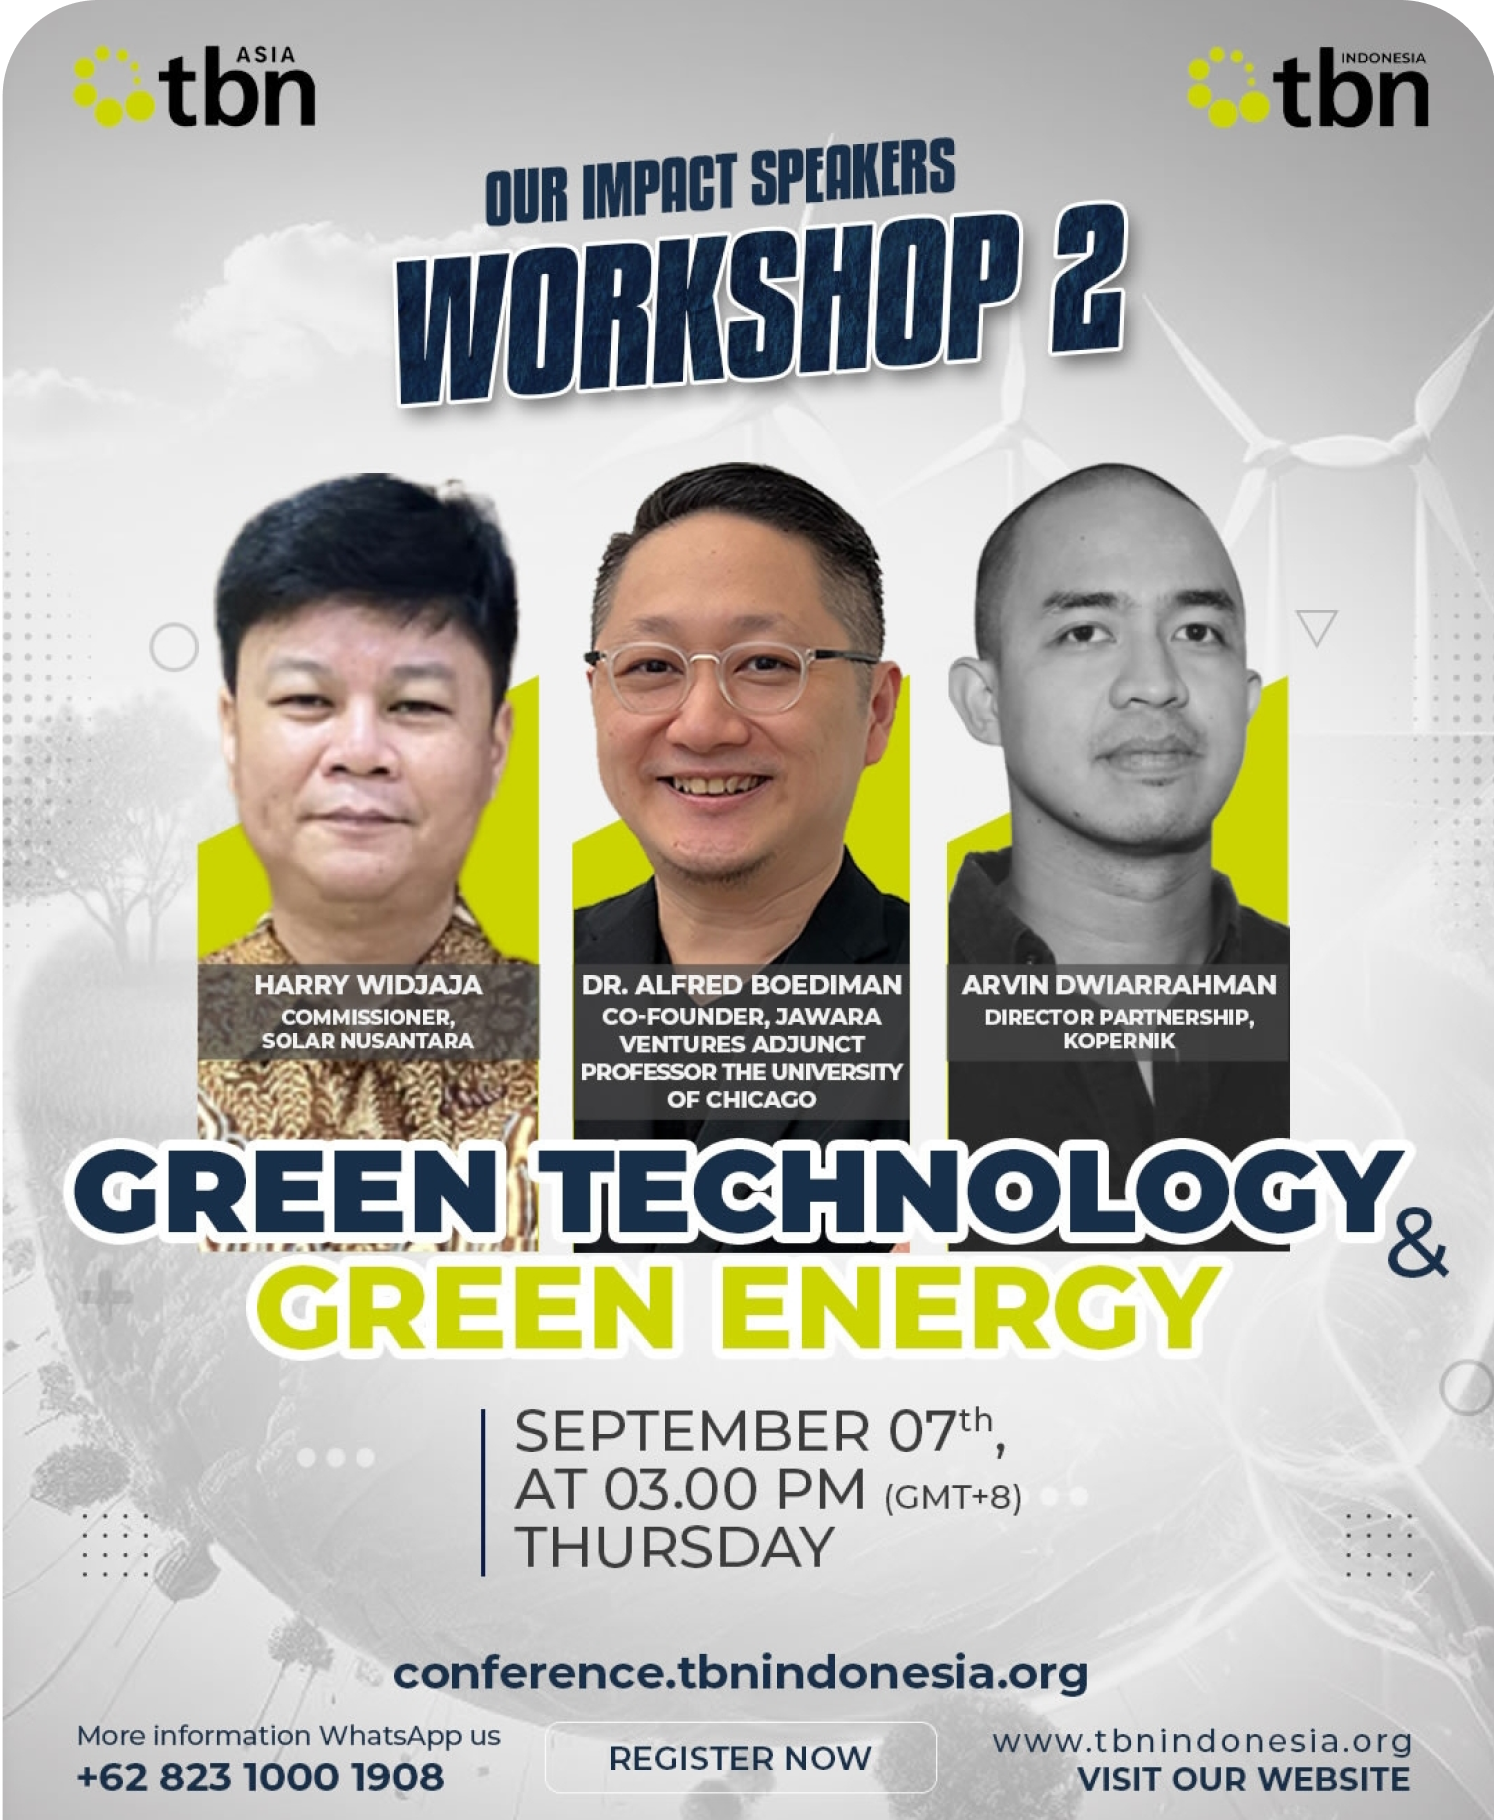 tbn ASIA
tbn INDONESIA
OUR IMPACT SPEAKERS
WORKSHOP 2
HARRY WIDJAJA
COMMISSIONER,
SOLAR NUSANTARA
DR. ALFRED BOEDIMAN
CO-FOUNDER, JAWARA
VENTURES ADJUNCT
PROFESSOR THE UNIVERSITY
OF CHICAGO
ARVIN DWIARRAHMAN
DIRECTOR PARTNERSHIP,
KOPERNIK
GREEN TECHNOLOGY &
GREEN ENERGY
SEPTEMBER 07th,
AT 03.00 PM (GMT+8)
THURSDAY
conference.tbnindonesia.org
More information WhatsApp us
+62 823 1000 1908
REGISTER NOW
www.tbnindonesia.org
VISIT OUR WEBSITE